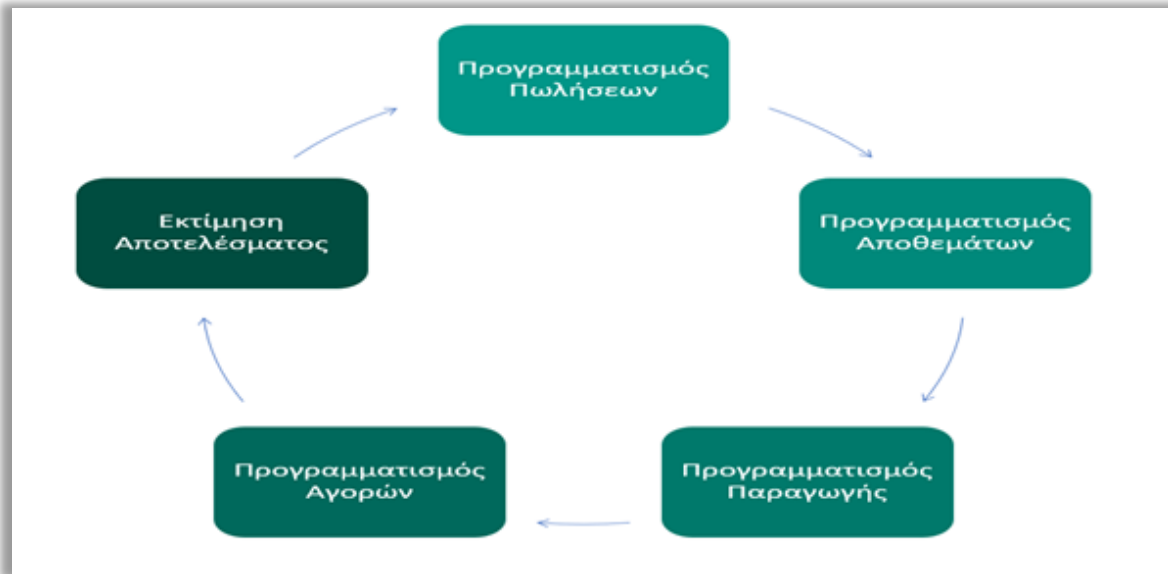 Προγραμματισμός
Πωλήσεων
Προγραμματισμός
Αποθεμάτων
Προγραμματισμός
Παραγωγής
Προγραμματισμός
Αγορών
Εκτίμηση
Αποτελέσματος